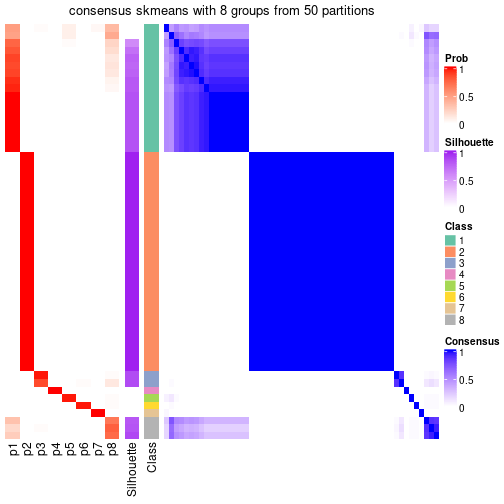 consensus skmeans with 8 groups from 50 partitions
p1
p2
p3
p4
p5
p6
p7
p8
Silhouette
Class
Prob
1
0.5
0
Silhouette
1
0.5
0
Class
1
2
3
4
5
6
7
8
Consensus
1
0.5
0